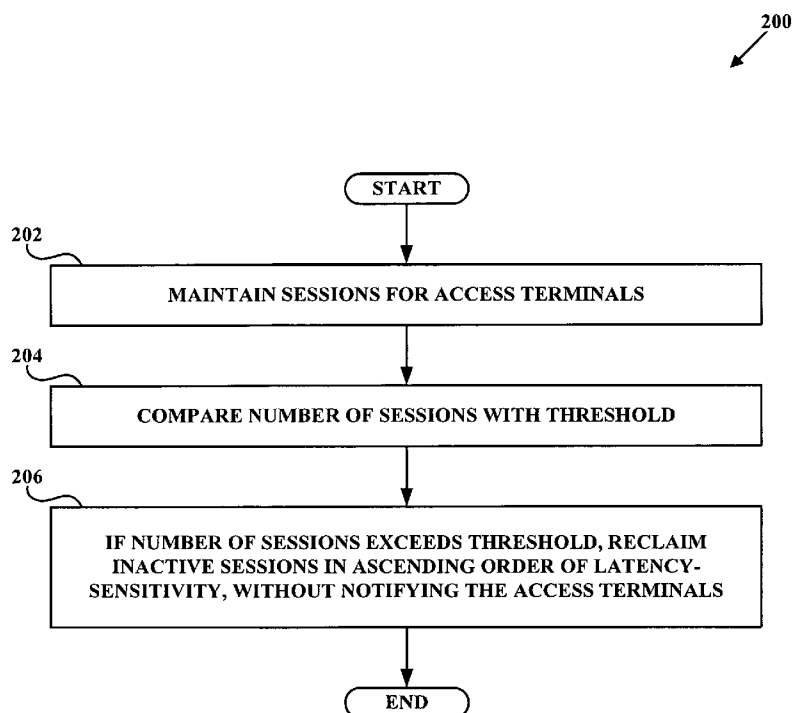 200
START
202
MAINTAIN SESSIONS FOR ACCESS TERMINALS
204
COMPARE NUMBER OF SESSIONS WITH THRESHOLD
206
IF NUMBER OF SESSIONS EXCEEDS THRESHOLD, RECLAIM
INACTIVE SESSIONS IN ASCENDING ORDER OF LATENCY-
SENSITIVITY, WITHOUT NOTIFYING THE ACCESS TERMINALS
END